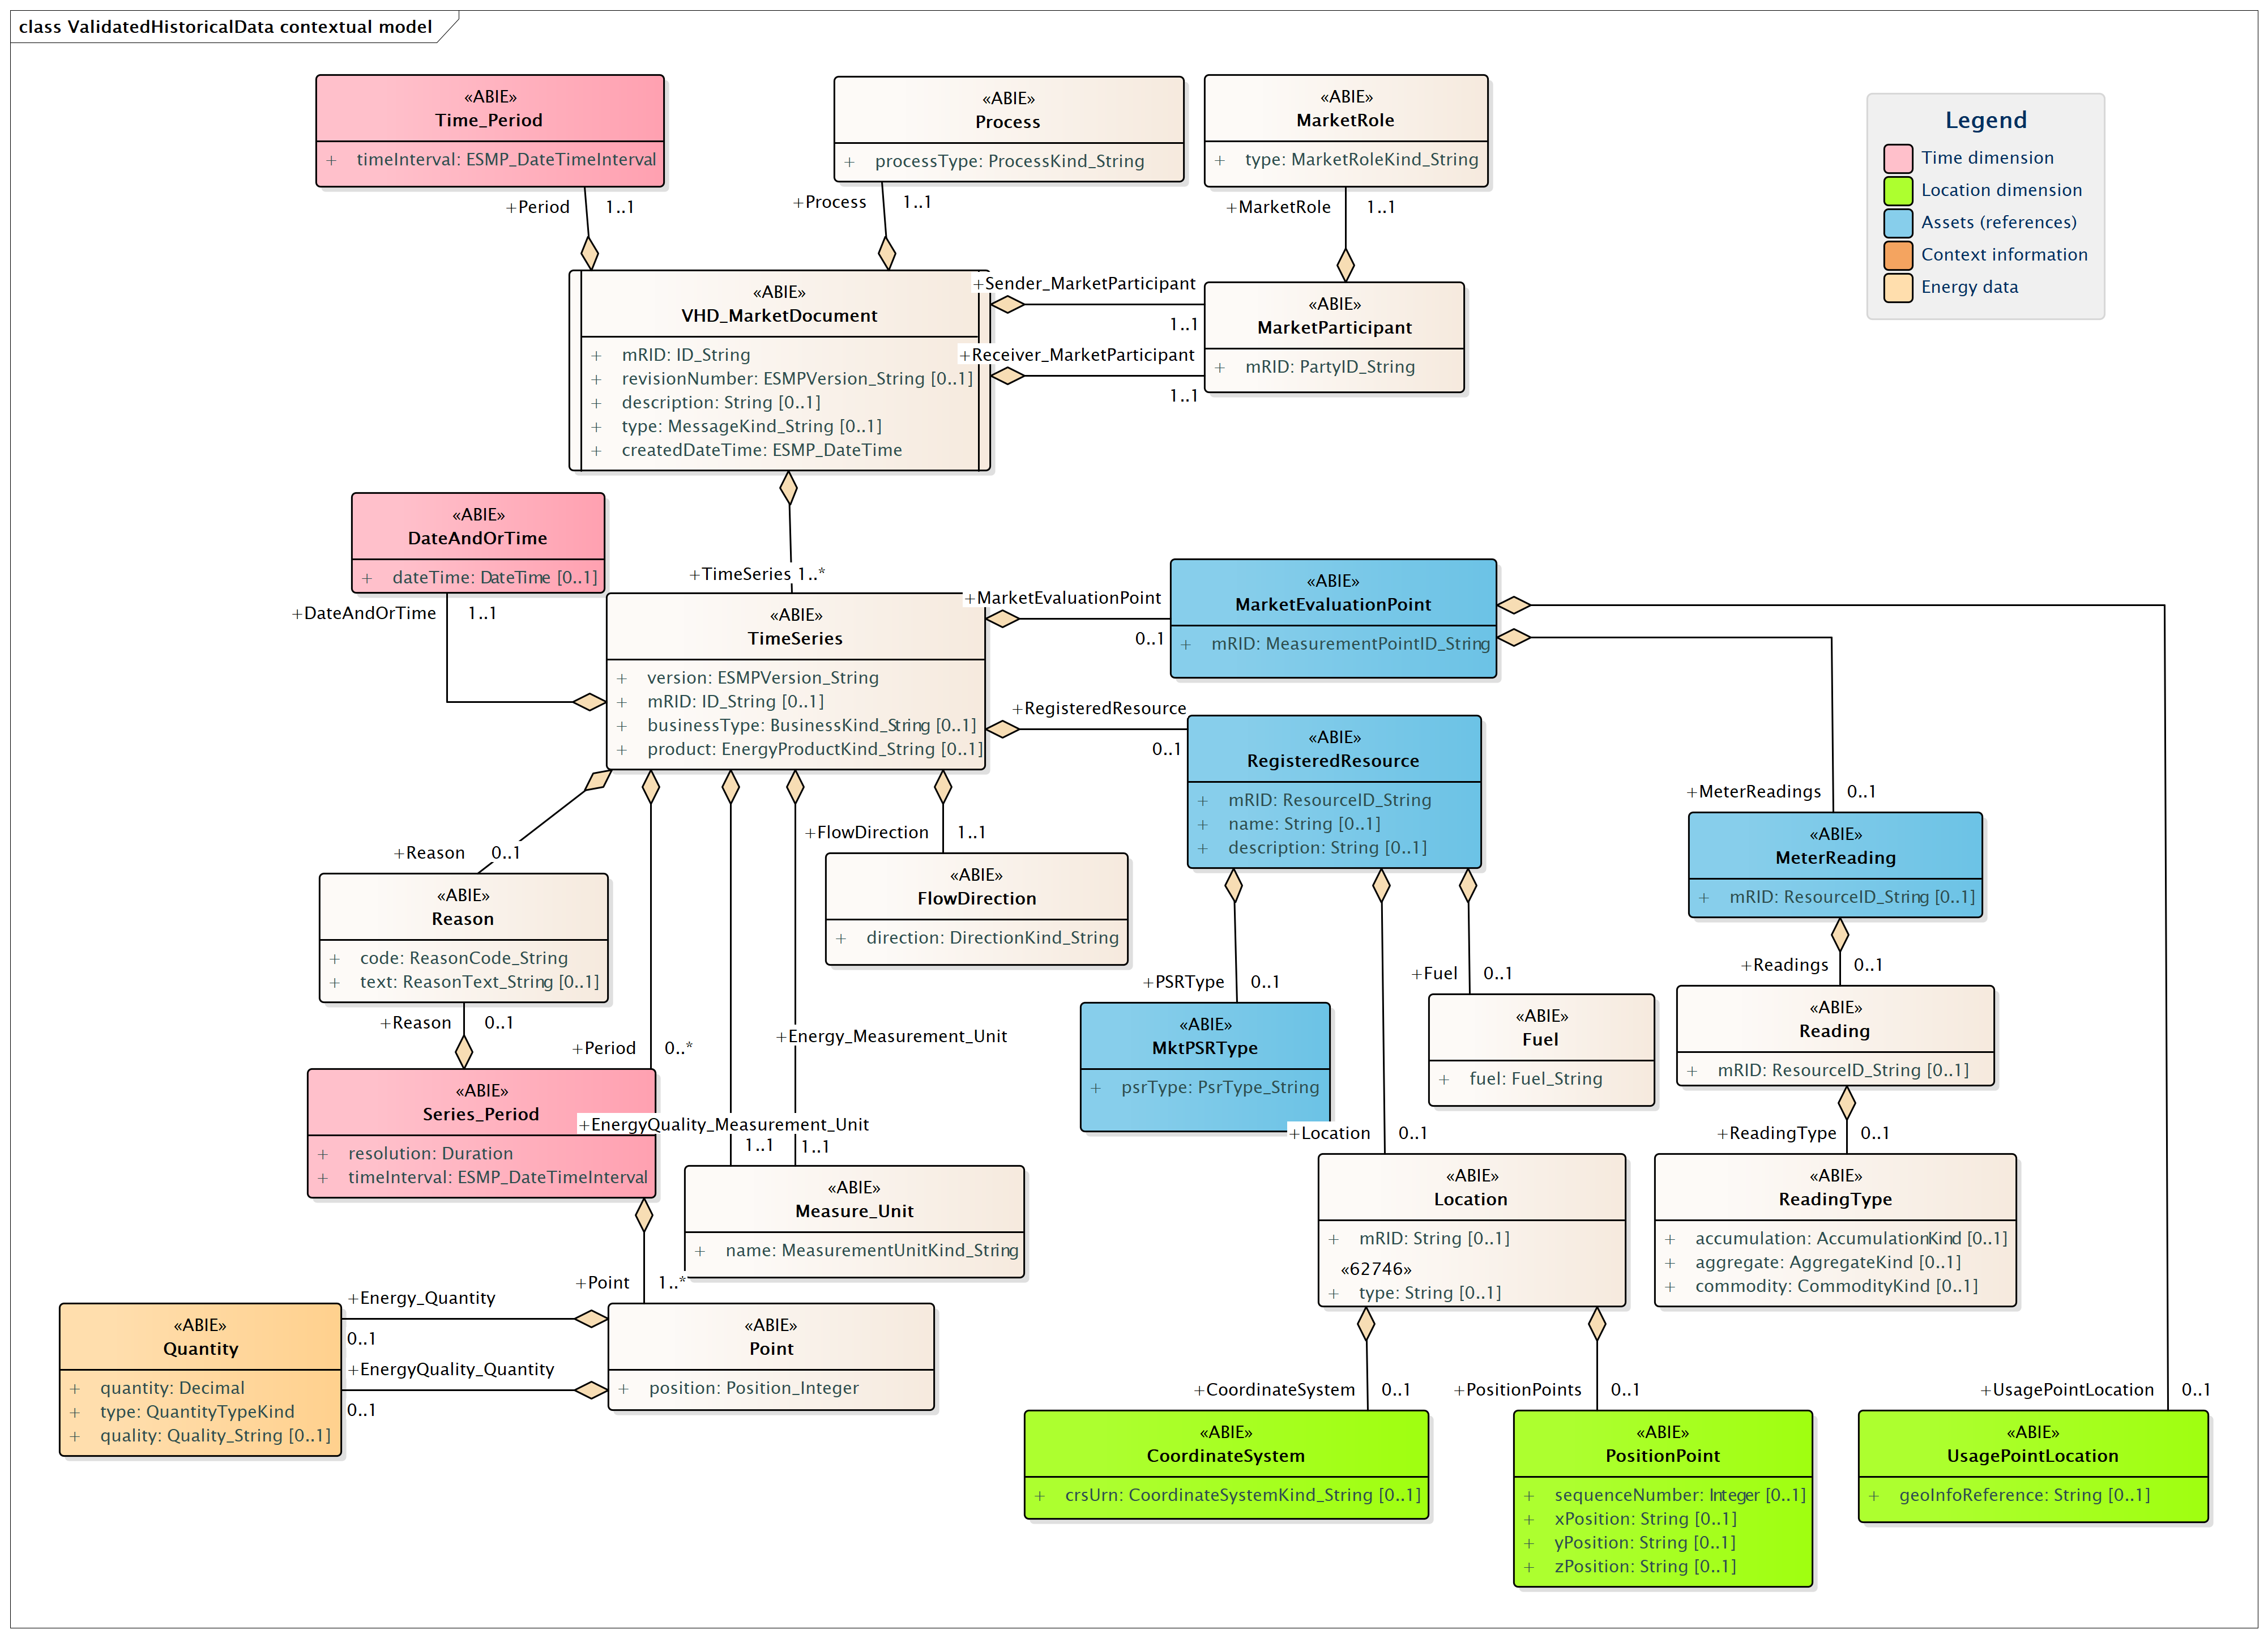 class ValidatedHistoricalData contextual model
«ABIE»
Time_Period
+ timeInterval: ESMP_DateTimeInterval
«ABIE»
Process
+ processType: ProcessKind_String
«ABIE»
MarketRole
+ type: MarketRoleKind_String
Legend
Time dimension
Location dimension
Assets (references)
Context information
Energy data
+Period 1..1
+Process 1..1
+MarketRole 1..1
«ABIE»
VHD_MarketDocument
+ mRID: ID_String
+ revisionNumber: ESMPVersion_String [0..1]
+ description: String [0..1]
+ type: MessageKind_String [0..1]
+ createdDateTime: ESMP_DateTime
+Sender_MarketParticipant
1..1
+Receiver_MarketParticipant
1..1
«ABIE»
MarketParticipant
+ mRID: PartyID_String
«ABIE»
DateAndOrTime
+ dateTime: DateTime [0..1]
+DateAndOrTime 1..1
+TimeSeries 1..*
«ABIE»
TimeSeries
+ version: ESMPVersion_String
+ mRID: ID_String [0..1]
+ businessType: BusinessKind_String [0..1]
+ product: EnergyProductKind_String [0..1]
+MarketEvaluationPoint
0..1
«ABIE»
MarketEvaluationPoint
+ mRID: MeasurementPointID_String
+RegisteredResource
0..1
«ABIE»
RegisteredResource
+ mRID: ResourceID_String
+ name: String [0..1]
+ description: String [0..1]
+MeterReadings 0..1
«ABIE»
MeterReading
+ mRID: ResourceID_String [0..1]
+Reason 0..1
+FlowDirection 1..1
«ABIE»
FlowDirection
+ direction: DirectionKind_String
«ABIE»
Reason
+ code: ReasonCode_String
+ text: ReasonText_String [0..1]
+Reason 0..1
+Period 0..*
+Energy_Measurement_Unit
+PSRType 0..1
+Fuel 0..1
+Readings 0..1
«ABIE»
MktPSRType
+ psrType: PsrType_String
«ABIE»
Fuel
+ fuel: Fuel_String
«ABIE»
Reading
+ mRID: ResourceID_String [0..1]
«ABIE»
Series_Period
+ resolution: Duration
+ timeInterval: ESMP_DateTimeInterval
+EnergyQuality_Measurement_Unit
1..1 1..1
+Location 0..1
+ReadingType 0..1
«ABIE»
Measure_Unit
+ name: MeasurementUnitKind_String
«ABIE»
Location
+ mRID: String [0..1]
«62746»
+ type: String [0..1]
«ABIE»
ReadingType
+ accumulation: AccumulationKind [0..1]
+ aggregate: AggregateKind [0..1]
+ commodity: CommodityKind [0..1]
+Point 1..*
+Energy_Quantity
0..1
+EnergyQuality_Quantity
0..1
«ABIE»
Quantity
+ quantity: Decimal
+ type: QuantityTypeKind
+ quality: Quality_String [0..1]
«ABIE»
Point
+ position: Position_Integer
+CoordinateSystem 0..1
+PositionPoints 0..1
+UsagePointLocation 0..1
«ABIE»
CoordinateSystem
+ crsUrn: CoordinateSystemKind_String [0..1]
«ABIE»
PositionPoint
+ sequenceNumber: Integer [0..1]
+ xPosition: String [0..1]
+ yPosition: String [0..1]
+ zPosition: String [0..1]
«ABIE»
UsagePointLocation
+ geoInfoReference: String [0..1]